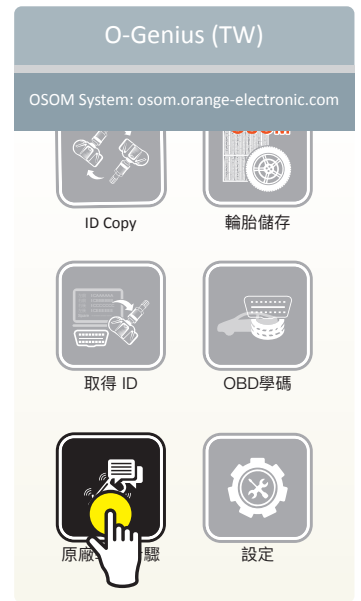 O-Genius (TW)
OSOM System: osom.orange-electronic.com
OSOM
ID Copy
輪胎儲存
取得 ID
OBD學碼
原廠
驟
設定